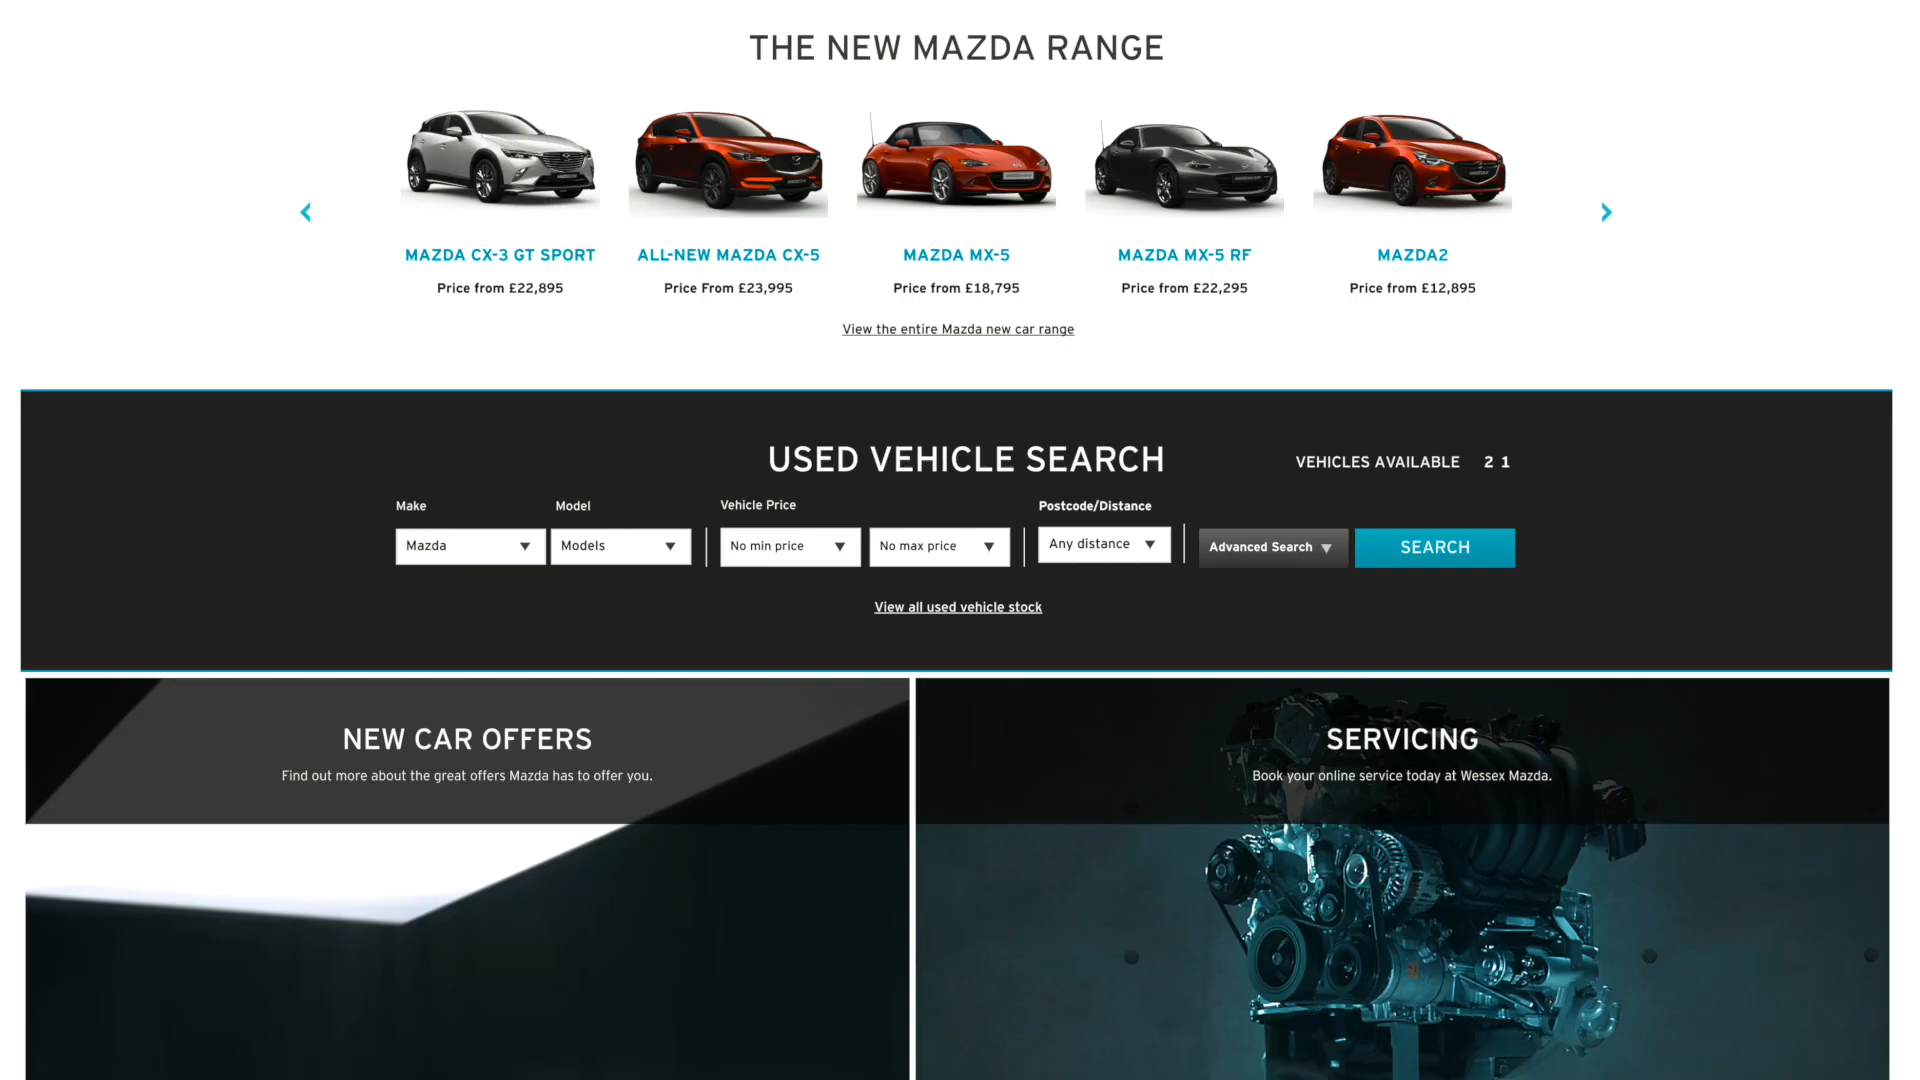 THE NEW MAZDA RANGE
MAZDA CX-3 GT SPORT
Price from £22,895
ALL-NEW MAZDA CX-5
Price From £23,995
MAZDA MX-5
Price from £18,795
MAZDA MX-5 RF
Price from £22,295
MAZDA2
Price from £12,895
View the entire Mazda new car range
USED VEHICLE SEARCH
VEHICLES AVAILABLE 2 1
Make
Model
Vehicle Price
Postcode/Distance
Mazda
Models
No min price
No max price
Any distance
Advanced Search
SEARCH
View all used vehicle stock
NEW CAR OFFERS
Find out more about the great offers Mazda has to offer you.
SERVICING
Book your online service today at Wessex Mazda.